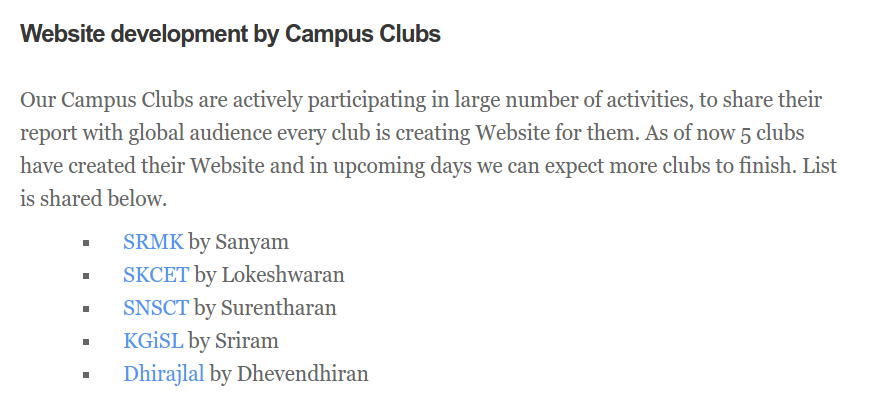 Website development by Campus Clubs
Our Campus Clubs are actively participating in large number of activities, to share their
report with global audience every club is creating Website for them. As of now 5 clubs
have created their Website and in upcoming days we can expect more clubs to finish. List
is shared below.
SRMK by Sanyam
SKCET by Lokeshwaran
SNSCT by Surentharan
KGiSL by Sriram
Dhirajlal by Dhevendhiran